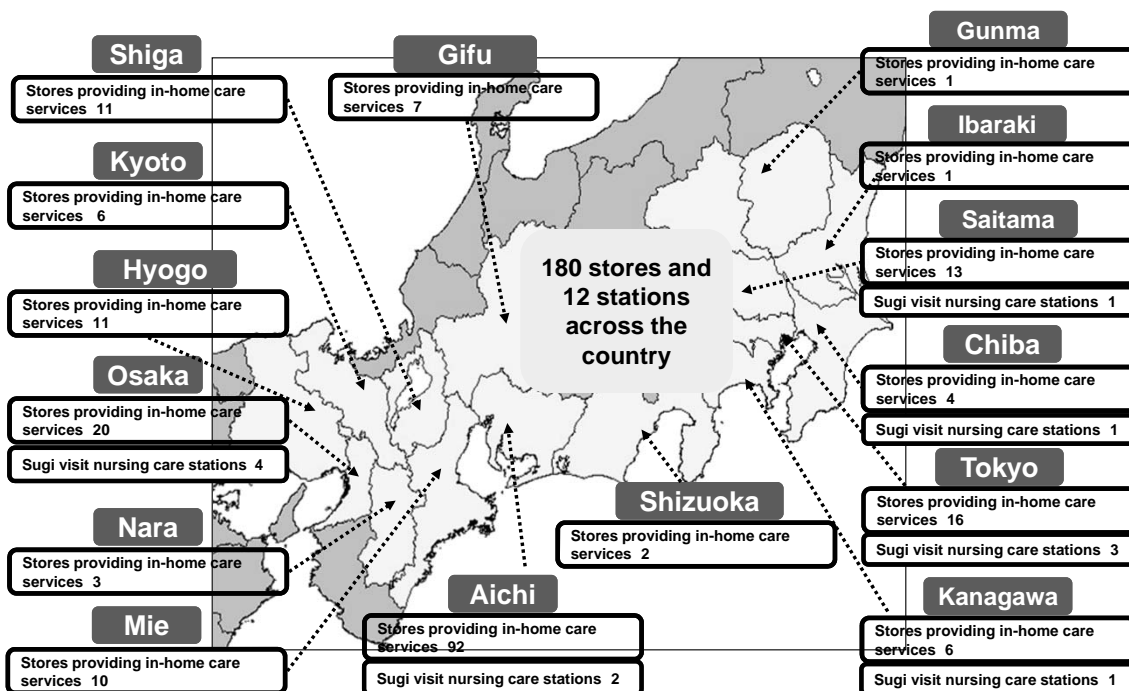 Shiga
Stores providing in-home care
services 11
Kyoto
Stores providing in-home care
services 6
Hyogo
Stores providing in-home care
services 11
Osaka
Stores providing in-home care
services 20
Sugi visit nursing care stations 4
Nara
Stores providing in-home care
services 3
Mie
Stores providing in-home care
services 10
Gifu
Stores providing in-home care
services 7
180 stores and
12 stations
across the
country
Shizuoka
Stores providing in-home care
services 2
Aichi
Stores providing in-home care
services 92
Sugi visit nursing care stations 2
Gunma
Stores providing in-home care
services 1
Ibaraki
Stores providing in-home care
services 1
Saitama
Stores providing in-home care
services 13
Sugi visit nursing care stations 1
Chiba
Stores providing in-home care
services 4
Sugi visit nursing care stations 1
Tokyo
Stores providing in-home care
services 16
Sugi visit nursing care stations 3
Kanagawa
Stores providing in-home care
services 6
Sugi visit nursing care stations 1